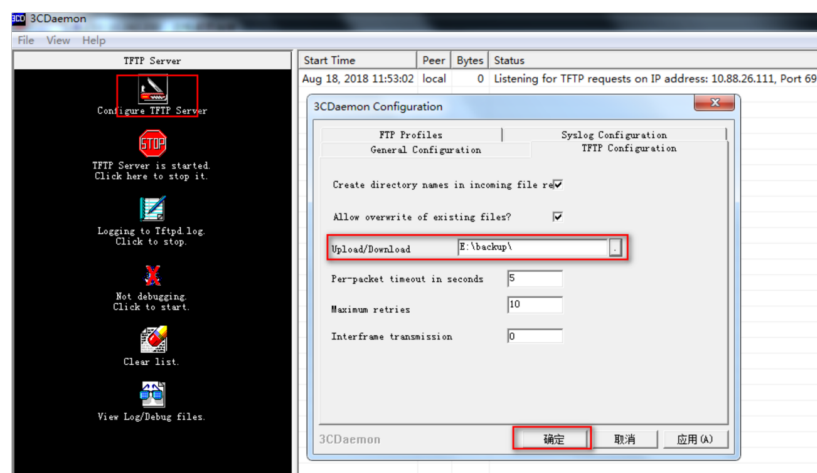 3CD 3CDaemon
File View Help
TFTP Server
Configure TFTP Server
STOP
TFTP Server is started.
Click here to stop it.
Logging to Tftpd.log.
Click to stop.
Not debugging.
Click to start.
Clear list.
View Log/Debug files.
Start Time Peer Bytes Status
Aug 18, 2018 11:53:02 local 0 Listening for TFTP requests on IP address: 10.88.26.111, Port 69
3CDaemon Configuration
FTP Profiles Syslog Configuration
General Configuration TFTP Configuration
Create directory names in incoming file re
Allow overwrite of existing files?
Upload/Download E:\backup\ .
Per-packet timeout in seconds 5
Maximum retries 10
Interframe transmission 0
3CDaemon 确定 取消 应用(A)